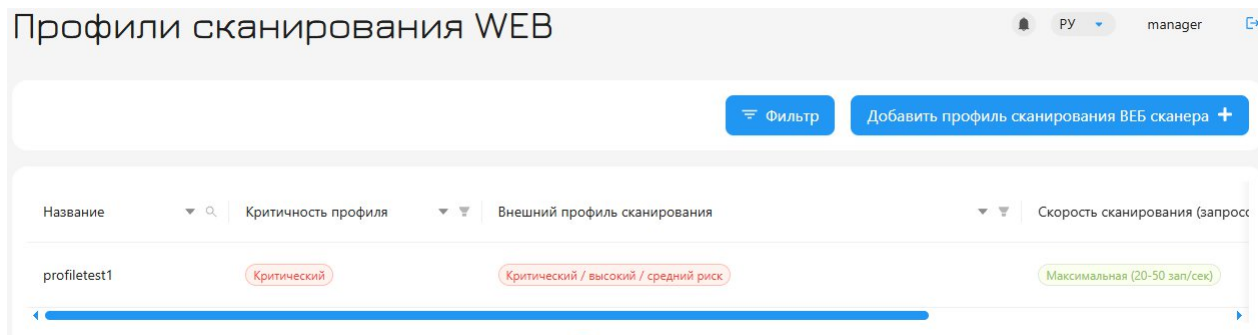 Профили сканирования WEB
РУ
manager
Фильтр
Добавить профиль сканирования ВЕБ сканера +
Название
Критичность профиля
Внешний профиль сканирования
Скорость сканирования (запросо
profiletest1
Критический
Критический / высокий / средний риск
Максимальная (20-50 зап/сек)